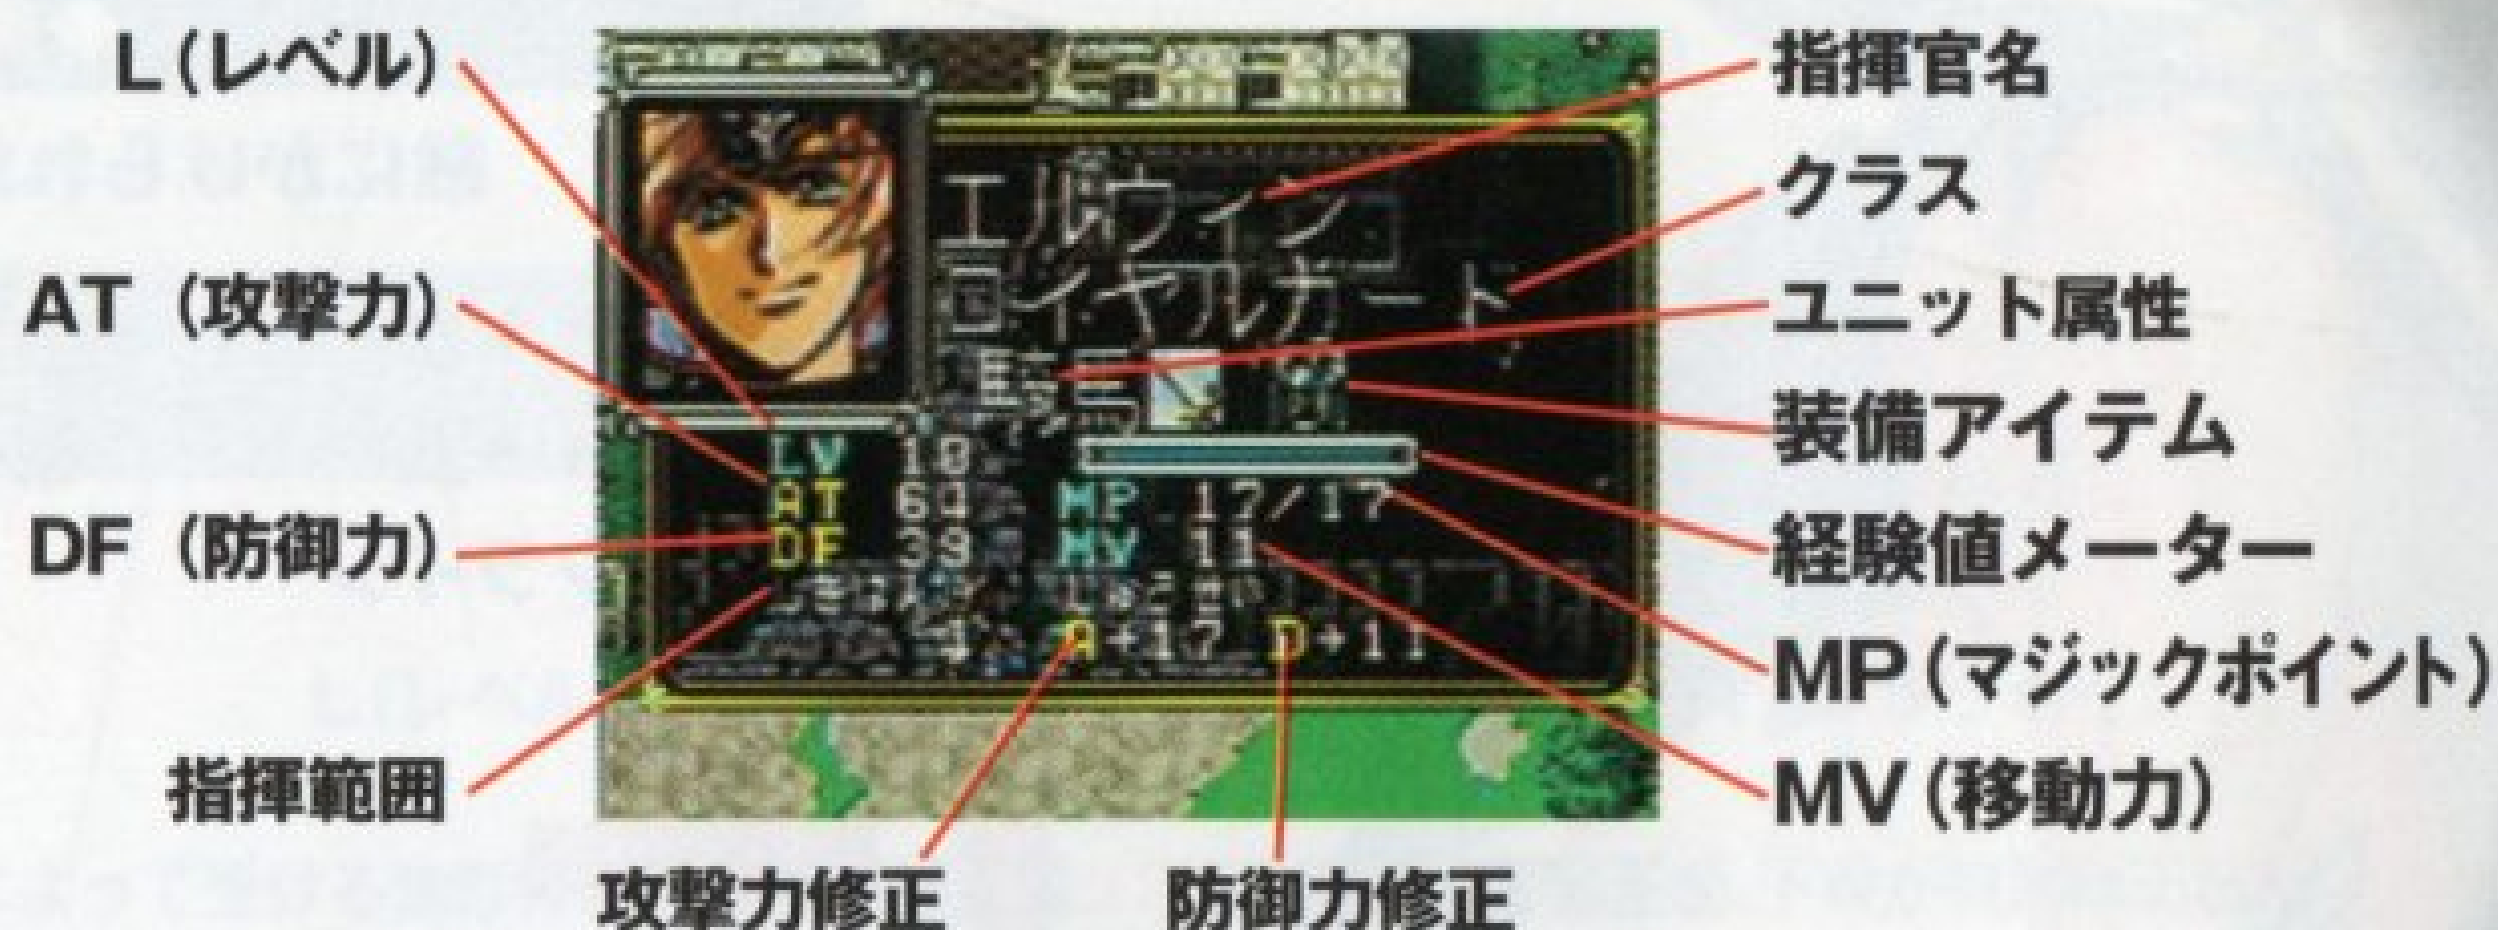 L(レベル)
AT (攻撃力)
DF (防御力)
指揮範囲
攻撃力修正
防御力修正
指揮官名
クラス
ユニット属性
装備アイテム
経験値メーター
MP(マジックポイント)
MV(移動力)
エルウィン
ロイヤルガード
LV
AT
MP 17/17
DF
MV 11
4 A+17 D+11